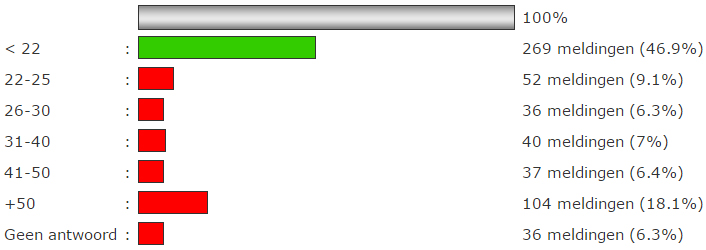 100%
< 22 : 269 meldingen (46.9%)
22-25 : 52 meldingen (9.1%)
26-30 : 36 meldingen (6.3%)
31-40 : 40 meldingen (7%)
41-50 : 37 meldingen (6.4%)
+50 : 104 meldingen (18.1%)
Geen antwoord : 36 meldingen (6.3%)